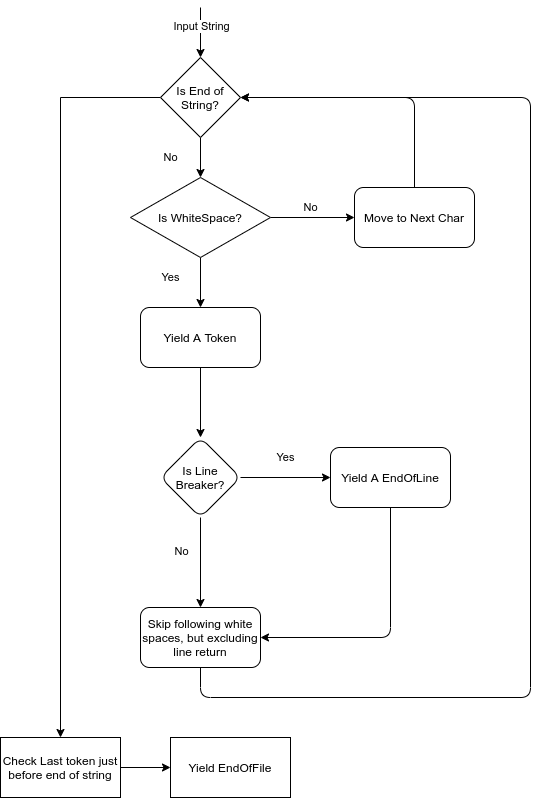 Input String
Is End of
String?
No
Is WhiteSpace?
No
Move to Next Char
Yes
Yield A Token
Is Line
Breaker?
Yes
Yield A EndOfLine
No
Skip following white
spaces, but excluding
line return
Check Last token just
before end of string
Yield EndOfFile